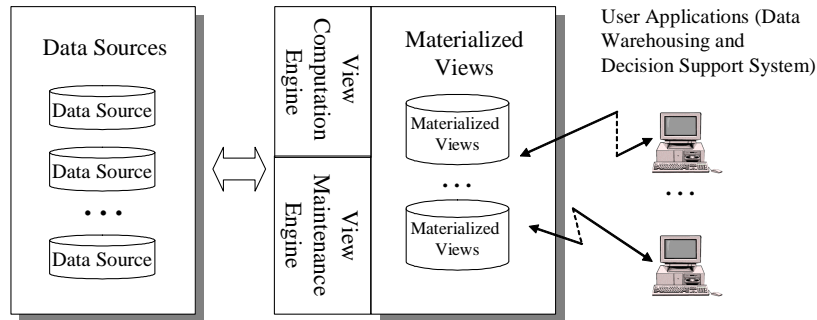 Data Sources
Data Source
Data Source
• • •
Data Source
View
Computation
Engine
View
Maintenance
Engine
Materialized
Views
Materialized
Views
• • •
Materialized
Views
User Applications (Data
Warehousing and
Decision Support System)
• • •